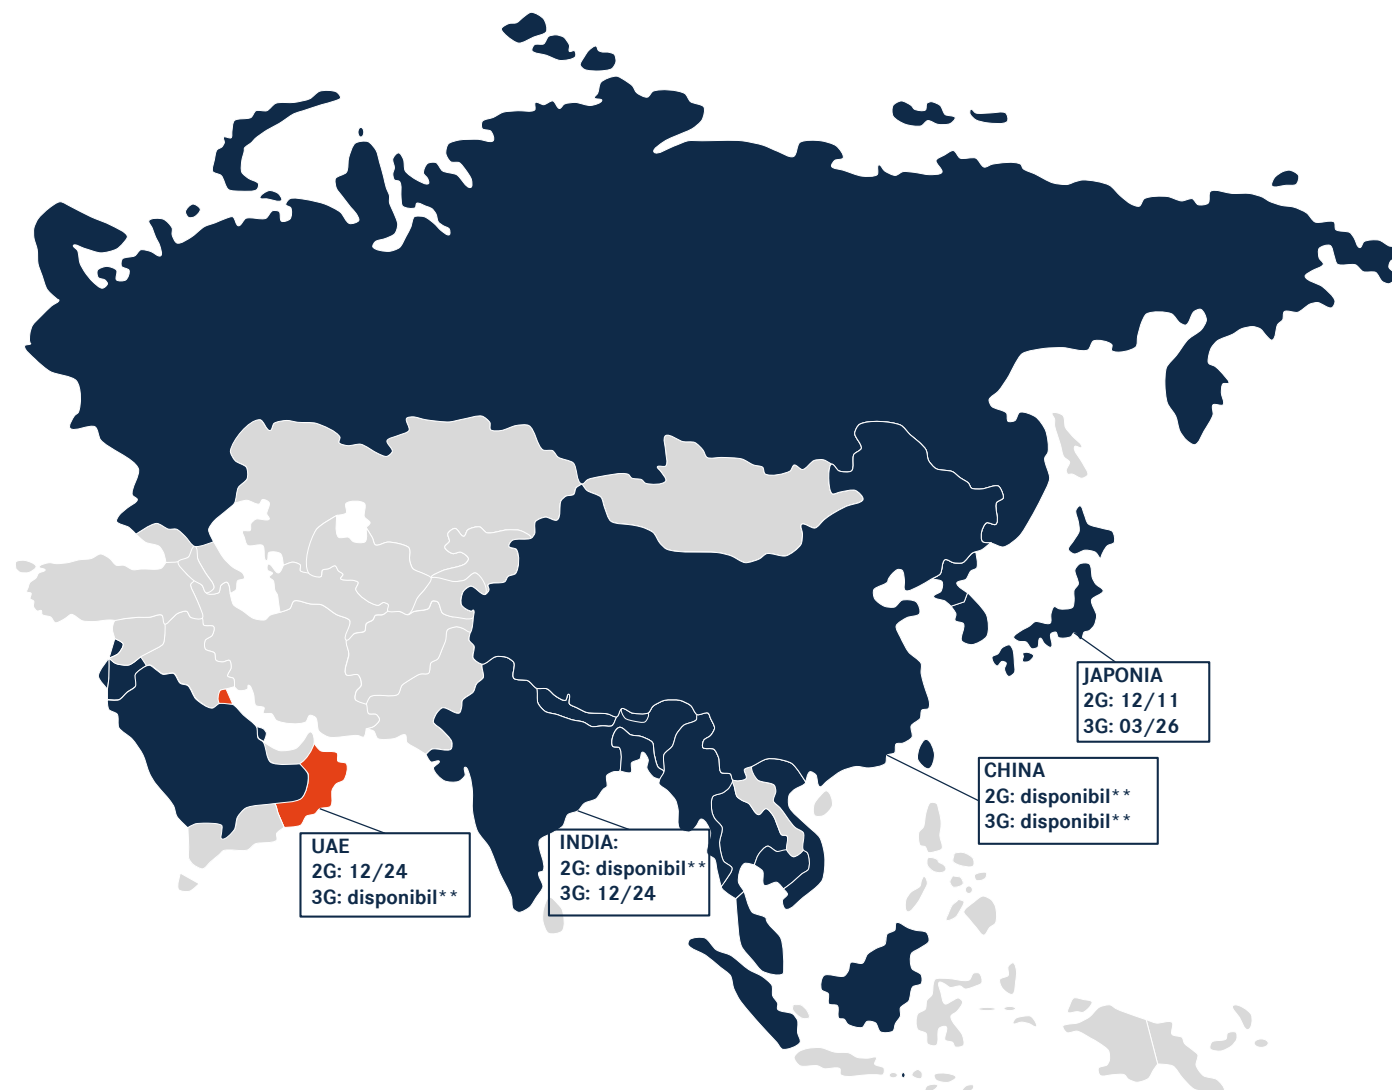 JAPONIA
2G: 12/11
3G: 03/26
CHINA
2G: disponibil**
3G: disponibil**
UAE
2G: 12/24
3G: disponibil**
INDIA:
2G: disponibil**
3G: 12/24